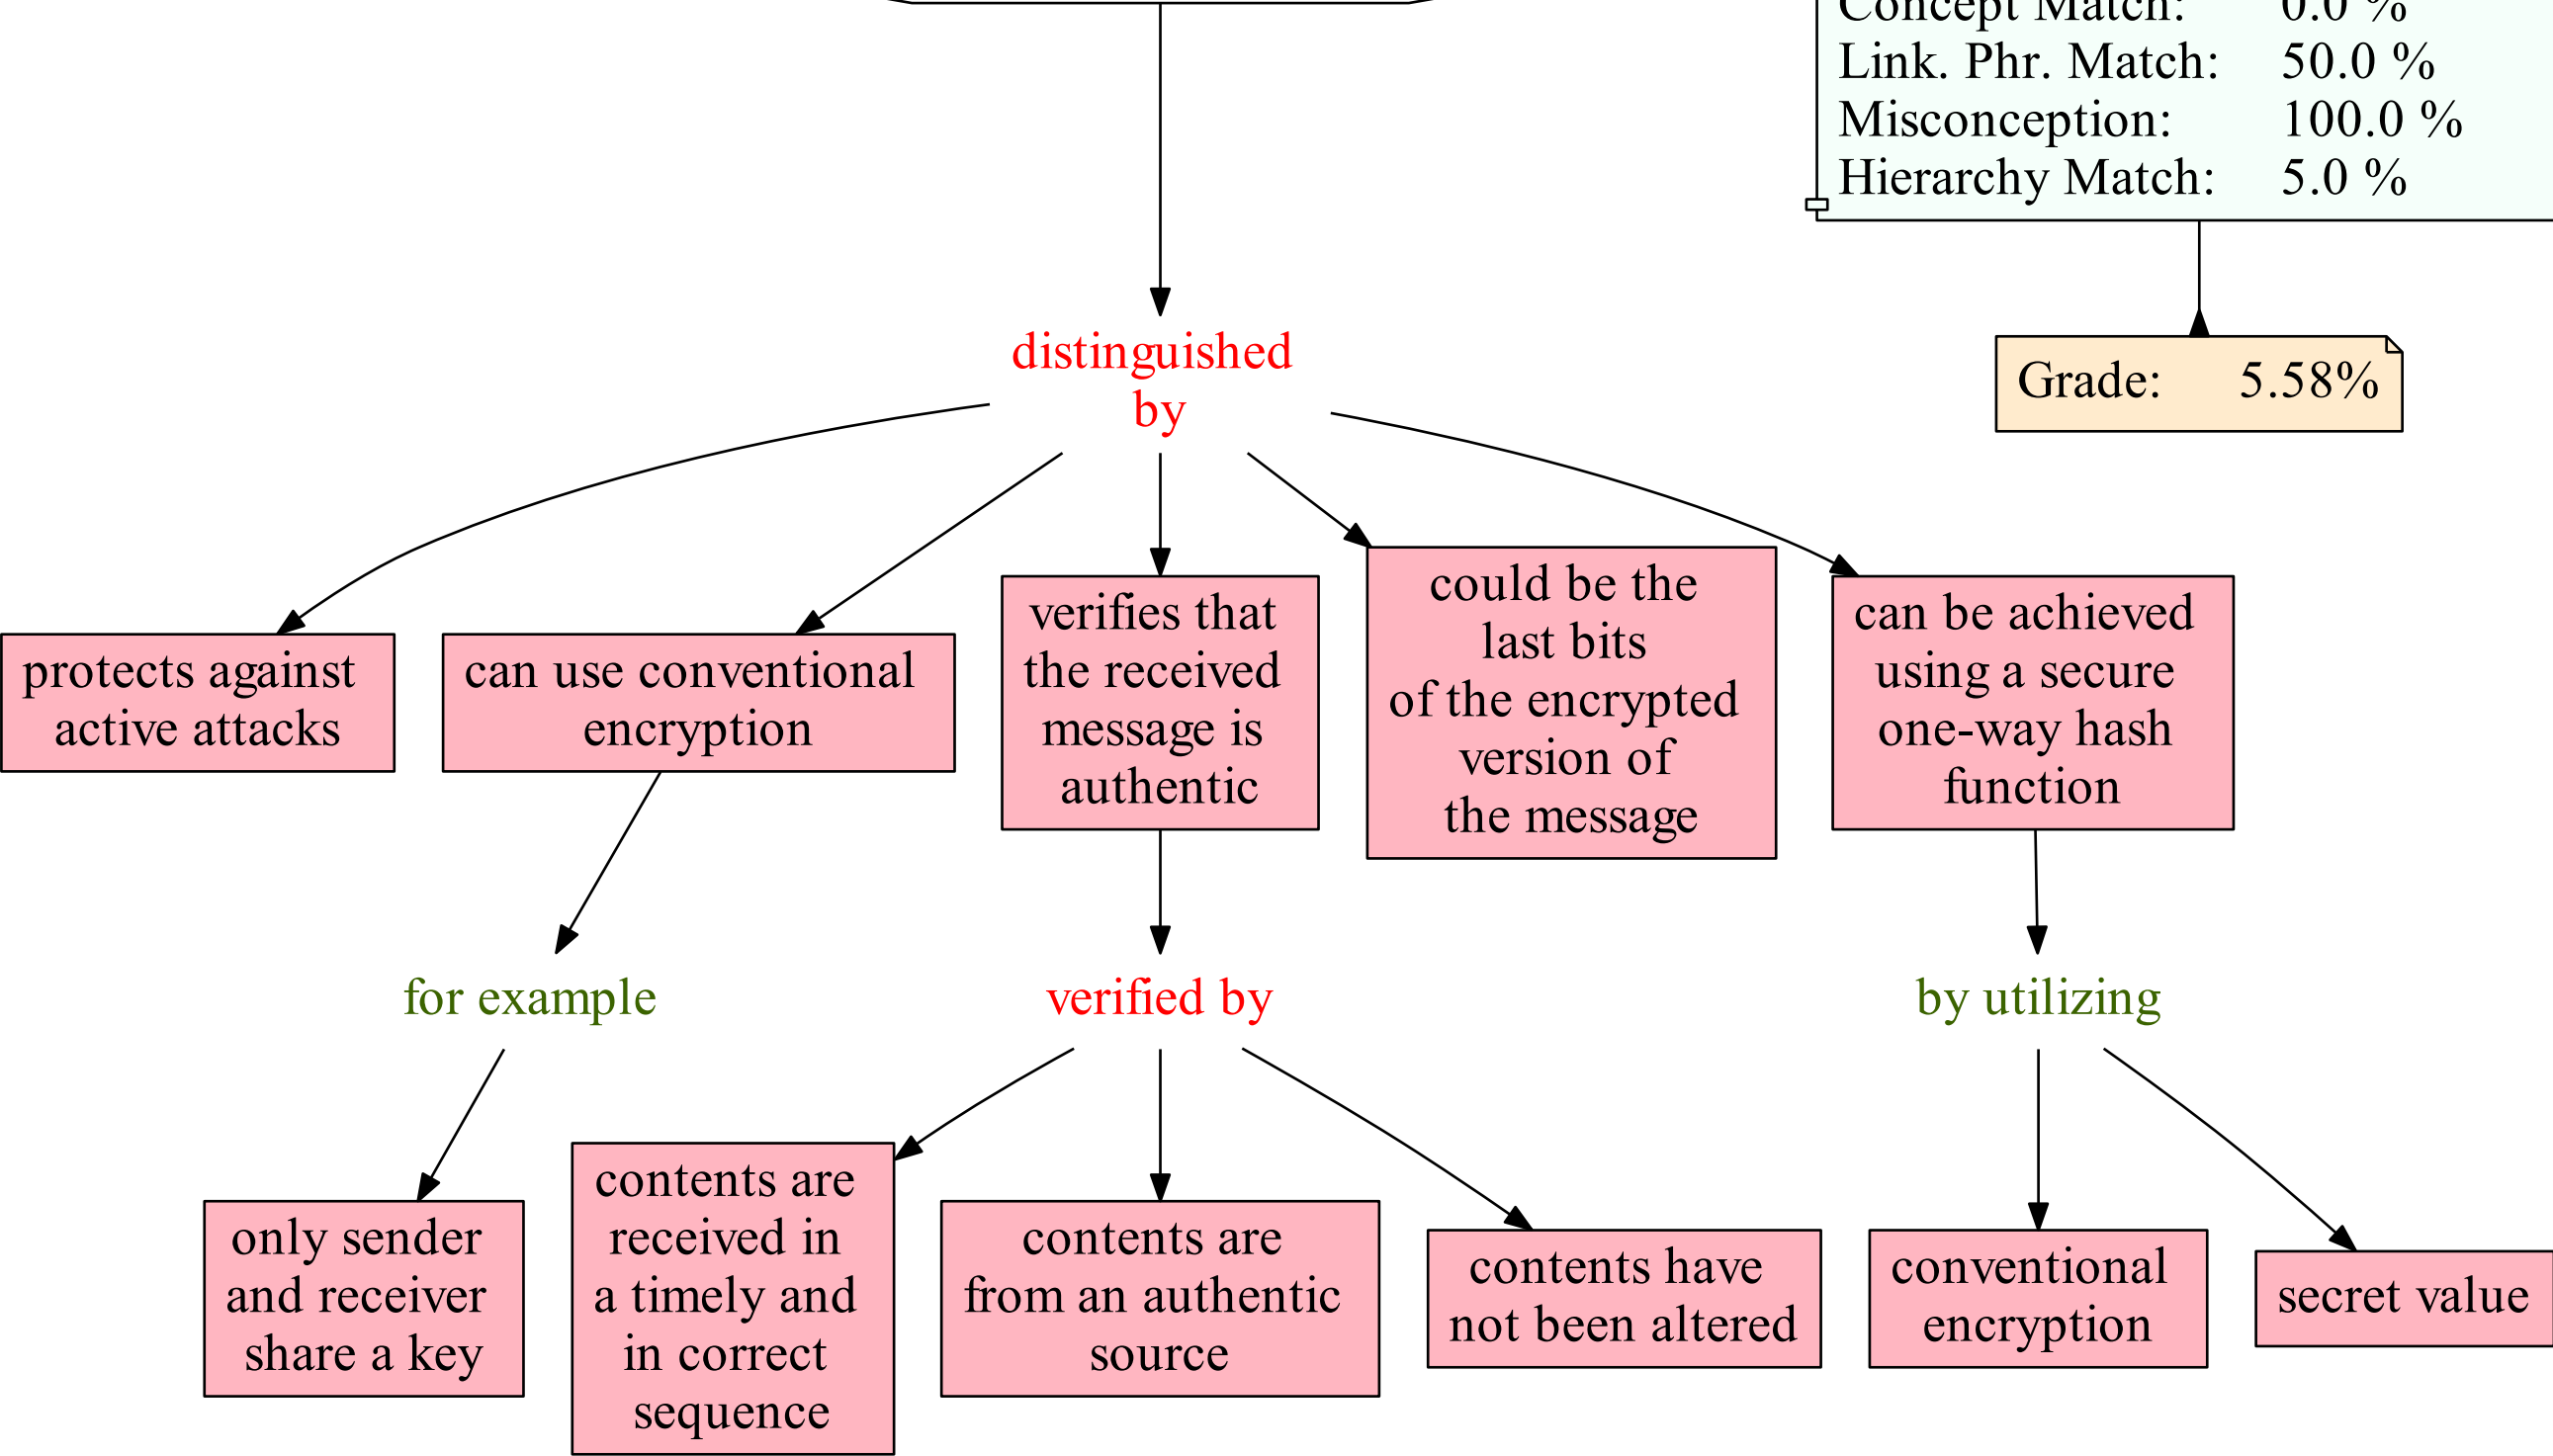 Concept Match: 0.0 %
Link. Phr. Match: 50.0 %
Misconception: 100.0 %
Hierarchy Match: 5.0 %
Grade: 5.58%
distinguished
by
protects against
active attacks
can use conventional
encryption
verifies that
the received
message is
authentic
could be the
last bits
of the encrypted
version of
the message
can be achieved
using a secure
one-way hash
function
for example
verified by
by utilizing
only sender
and receiver
share a key
contents are
received in
a timely and
in correct
sequence
contents are
from an authentic
source
contents have
not been altered
conventional
encryption
secret value